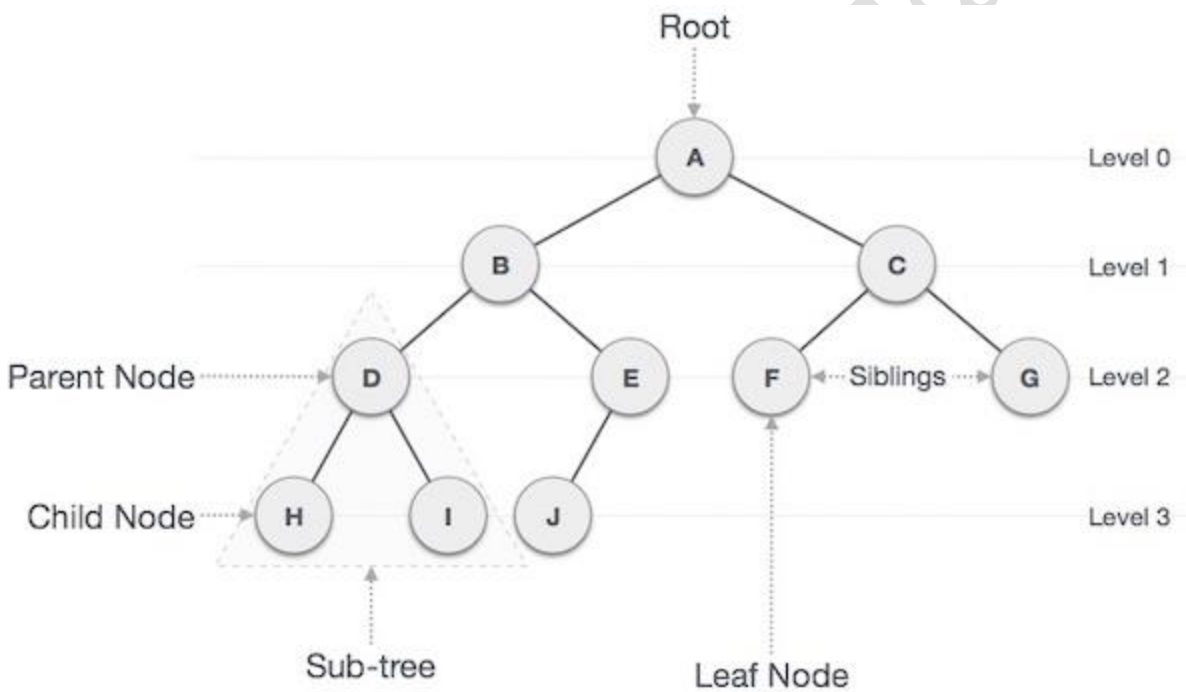 Root
A
Level 0
B
C
Level 1
Parent Node
D
E
F
Siblings
G
Level 2
Child Node
H
I
J
Level 3
Sub-tree
Leaf Node